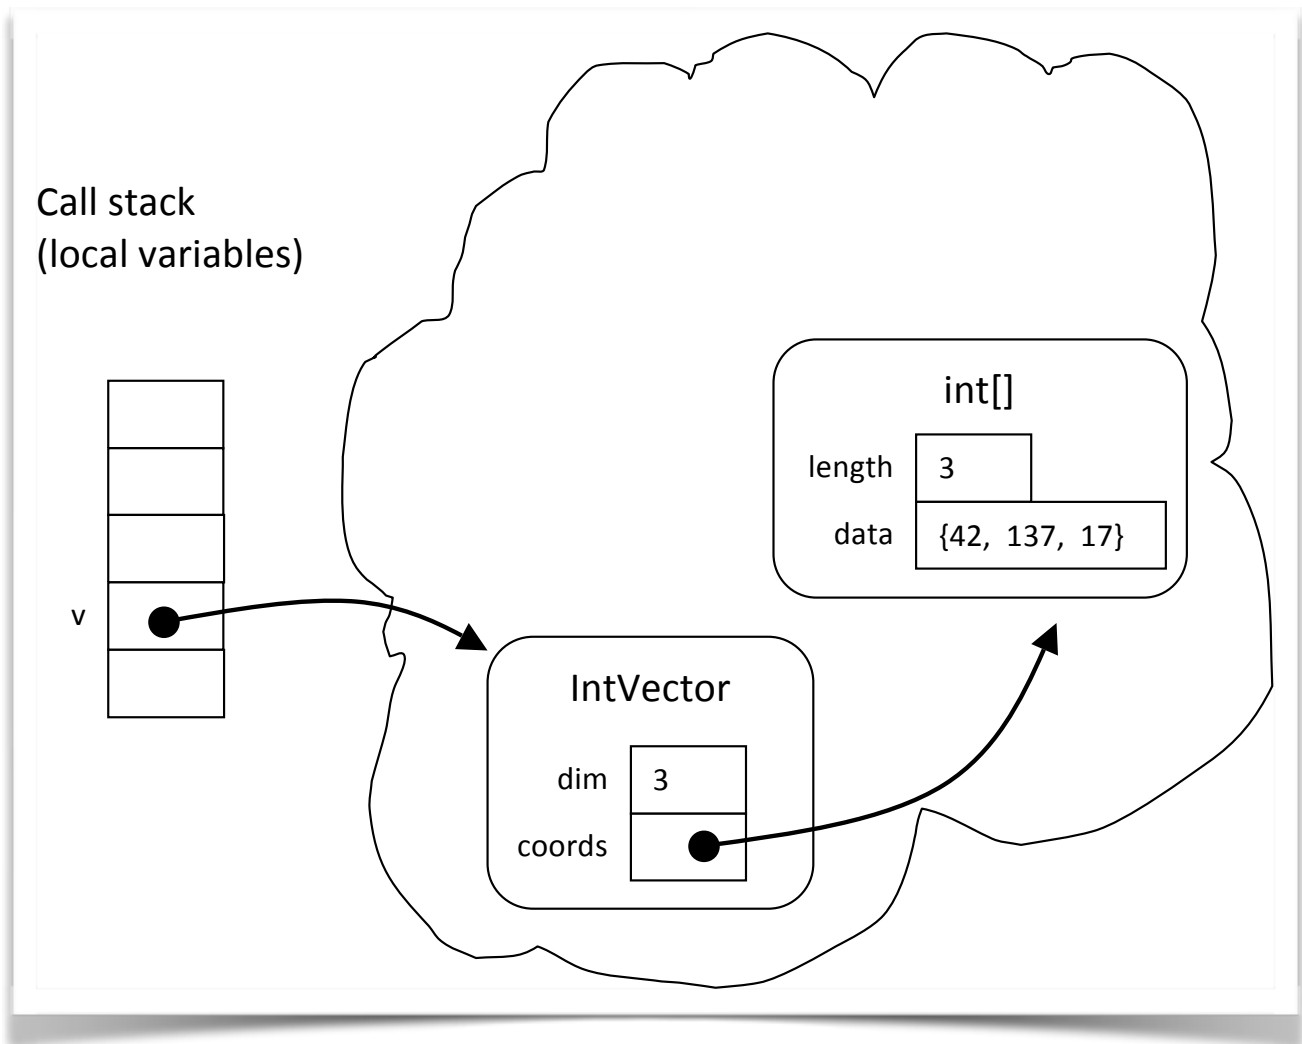 Call stack
(local variables)
int[]
length 3
data {42, 137, 17}
v
IntVector
dim 3
coords